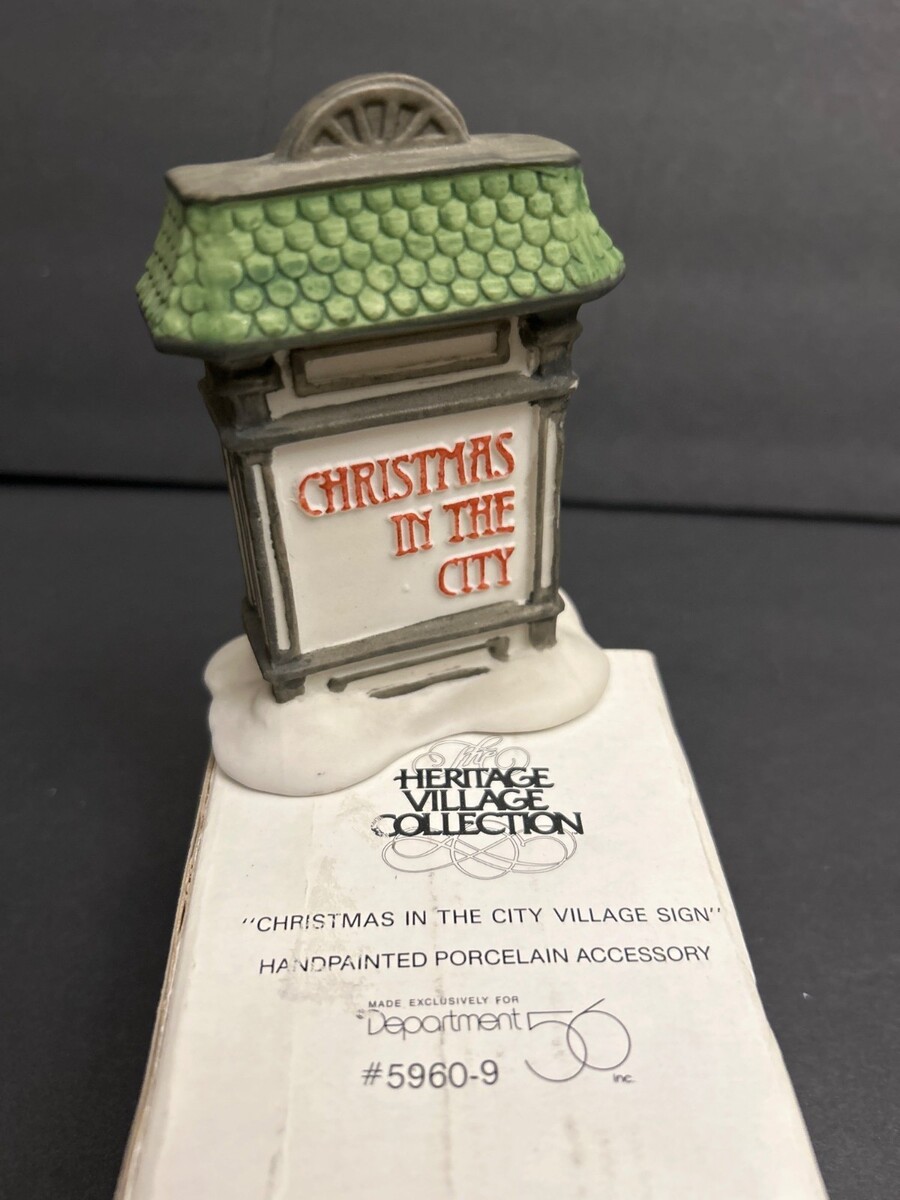 CHRISTMAS
IN THE
CITY
The
HERITAGE
VILLAGE
COLLECTION
"CHRISTMAS IN THE CITY VILLAGE SIGN"
HANDPAINTED PORCELAIN ACCESSORY
MADE EXCLUSIVELY FOR
Department 56
inc.
#5960-9